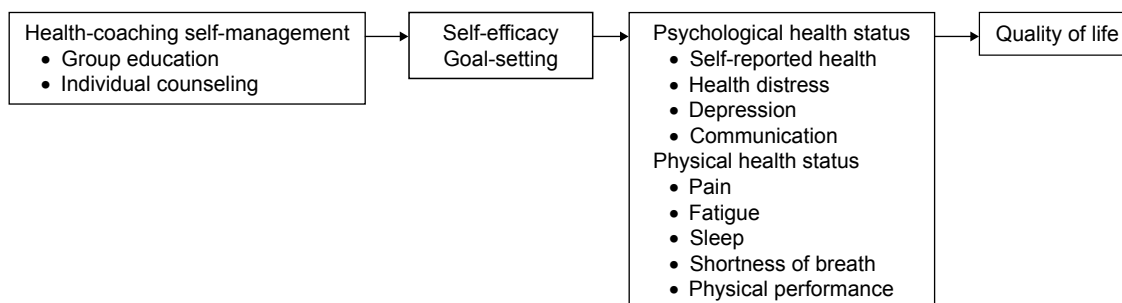 Health-coaching self-management
• Group education
• Individual counseling
Self-efficacy
Goal-setting
Psychological health status
• Self-reported health
• Health distress
• Depression
• Communication
Physical health status
• Pain
• Fatigue
• Sleep
• Shortness of breath
• Physical performance
Quality of life